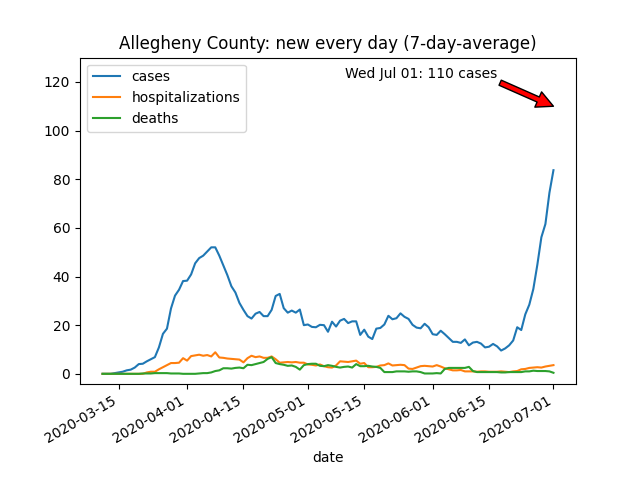 Allegheny County: new every day (7-day-average)
cases
hospitalizations
deaths
Wed Jul 01: 110 cases
120
100
80
60
40
20
0
2020-03-15
2020-04-01
2020-04-15
2020-05-01
2020-05-15
2020-06-01
2020-06-15
2020-07-01
date